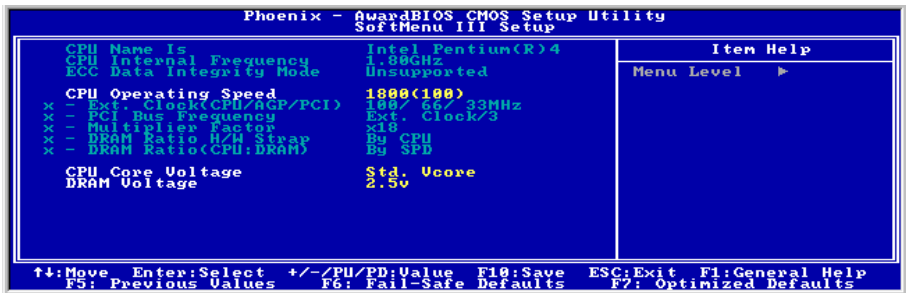 Phoenix - AwardBIOS CMOS Setup Utility
SoftMenu III Setup
CPU Name Is Intel Pentium(R)4
CPU Internal Frequency 1.80GHz
ECC Data Integrity Mode Unsupported
CPU Operating Speed 1800(100)
x - Ext. Clock(CPU/AGP/PCI) 100/ 66/ 33MHz
x - PCI Bus Frequency Ext. Clock/3
x - Multiplier Factor x18
x - DRAM Ratio H/W Strap By CPU
x - DRAM Ratio(CPU:DRAM) By SPD
CPU Core Voltage Std. Vcore
DRAM Voltage 2.5v
Item Help
Menu Level ►
↑↓:Move Enter:Select +/-/PU/PD:Value F10:Save ESC:Exit F1:General Help
F5: Previous Values F6: Fail-Safe Defaults F7: Optimized Defaults